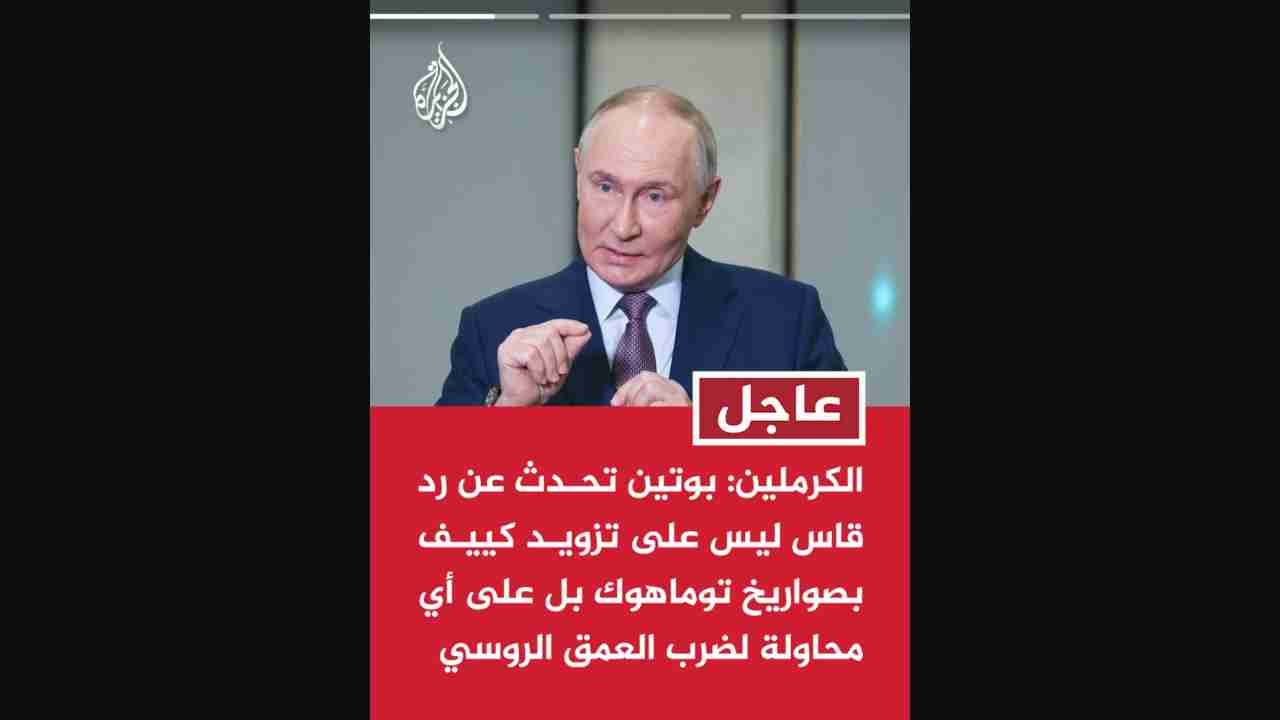 الجزيرة
عاجل
الكرملين: بوتين تحدث عن رد
قاس ليس على تزويد كييف
بصواريخ توماهوك بل على أي
محاولة لضرب العمق الروسي